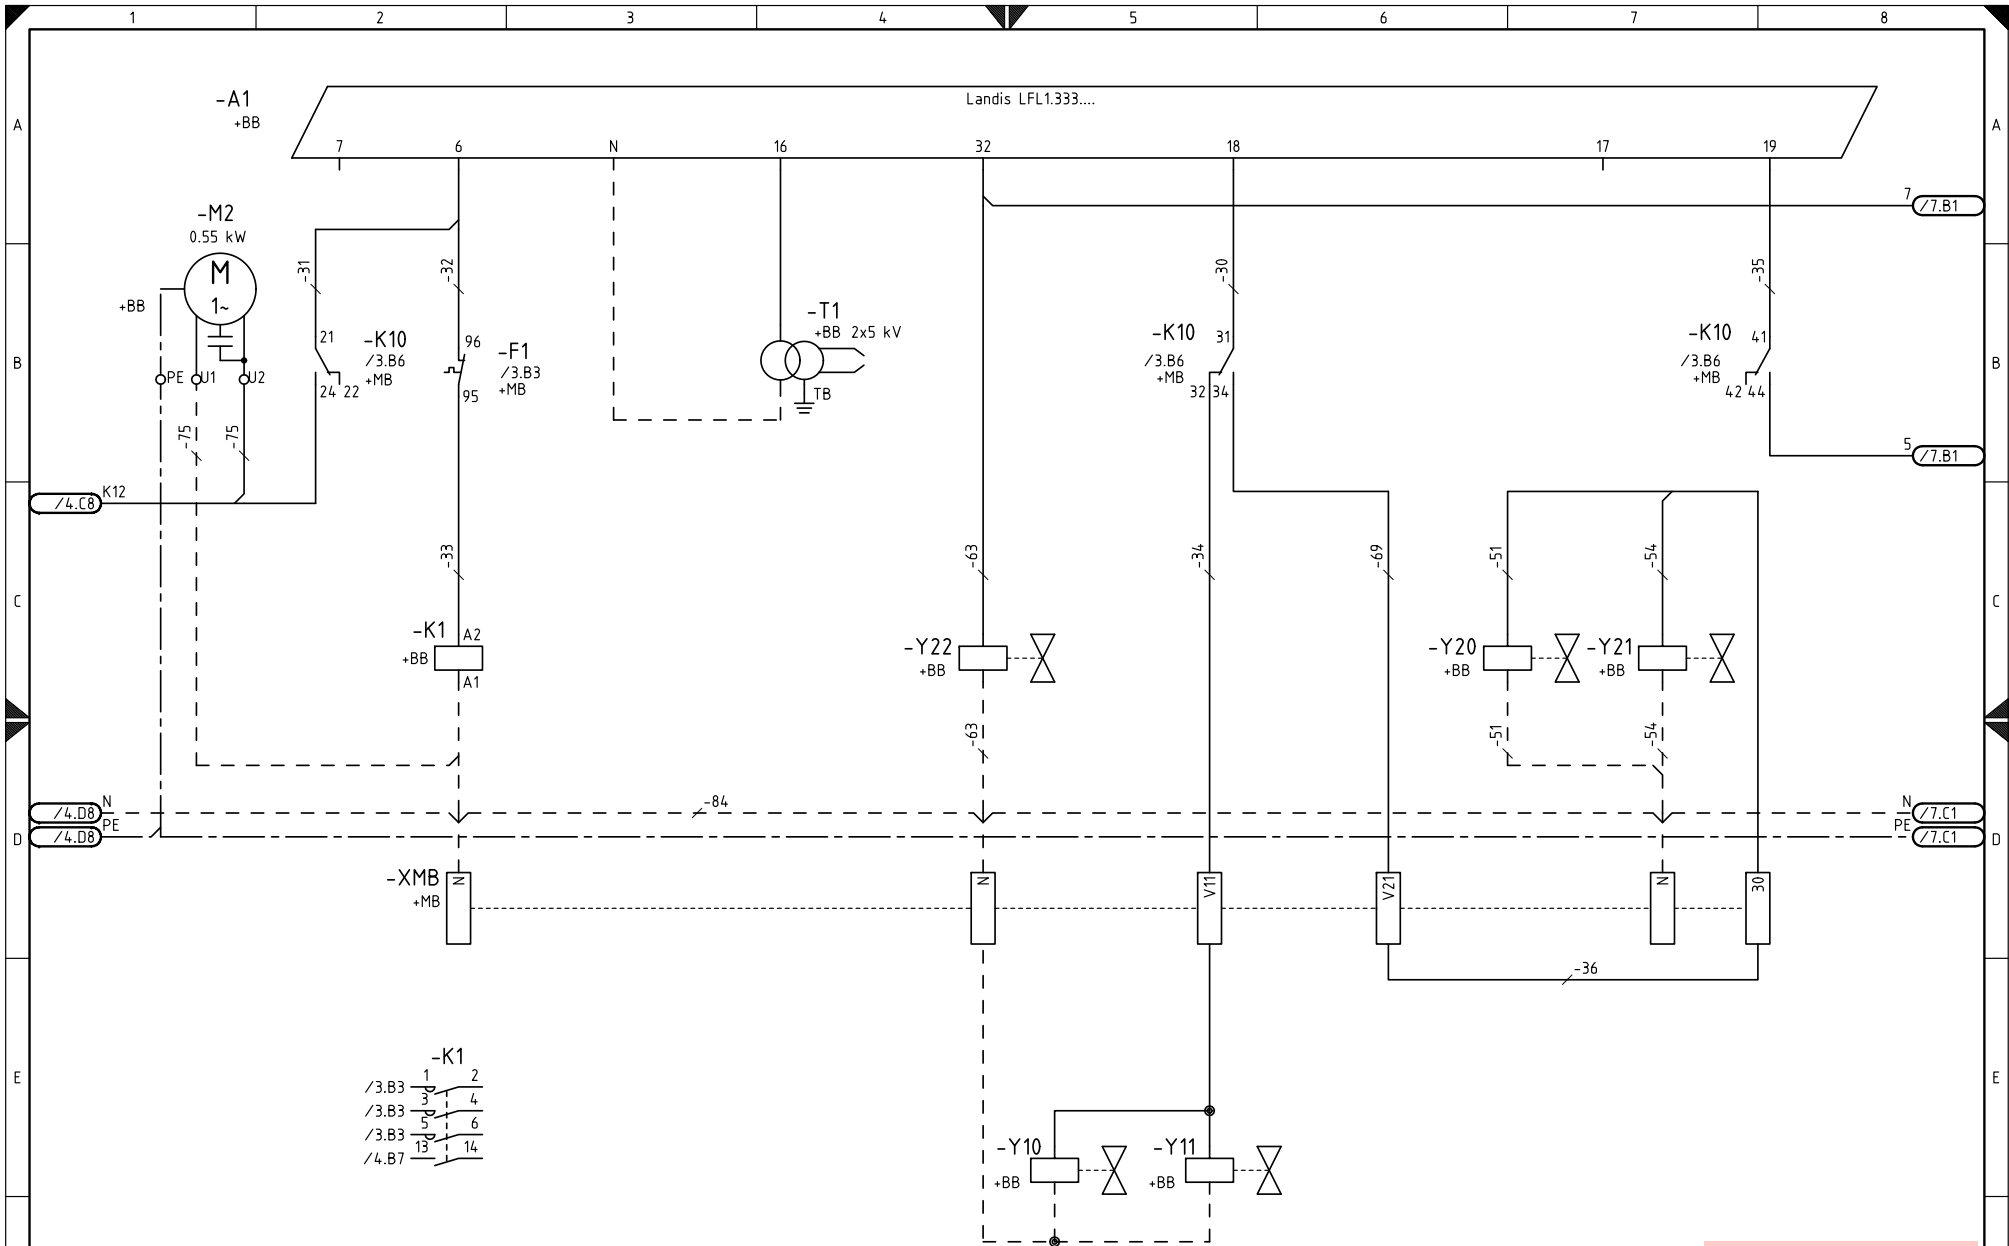 1 2 3 4 5 6 7 8
A A
-A1
+BB
Landis LFL1.333....
7 6 N 16 32 18 17 19
7
/7.B1
-M2
0.55 kW
M
1~
+BB
PE U1 U2
-75 -75
-31 -32
21
-K10
/3.B6
+MB
24 22
96
-F1
/3.B3
+MB
95
-T1
+BB 2x5 kV
TB
-30
-K10 31
/3.B6
+MB
32 34
-35
-K10 41
/3.B6
+MB
42 44
B B
5
/7.B1
K12
/4.C8
-33 -63 -34 -69 -51 -54
C C
-K1 A2
+BB
A1
-Y22
+BB
-Y20
+BB
-Y21
+BB
-63 -51 -54
N
/4.D8
PE
/4.D8
-84
N
/7.C1
PE
/7.C1
D D
-XMB
+MB
N N V11 V21 N 30
-36
E E
-K1
/3.B3 1 2
/3.B3 3 4
/3.B3 5 6
/4.B7 13 14
-Y10
+BB
-Y11
+BB